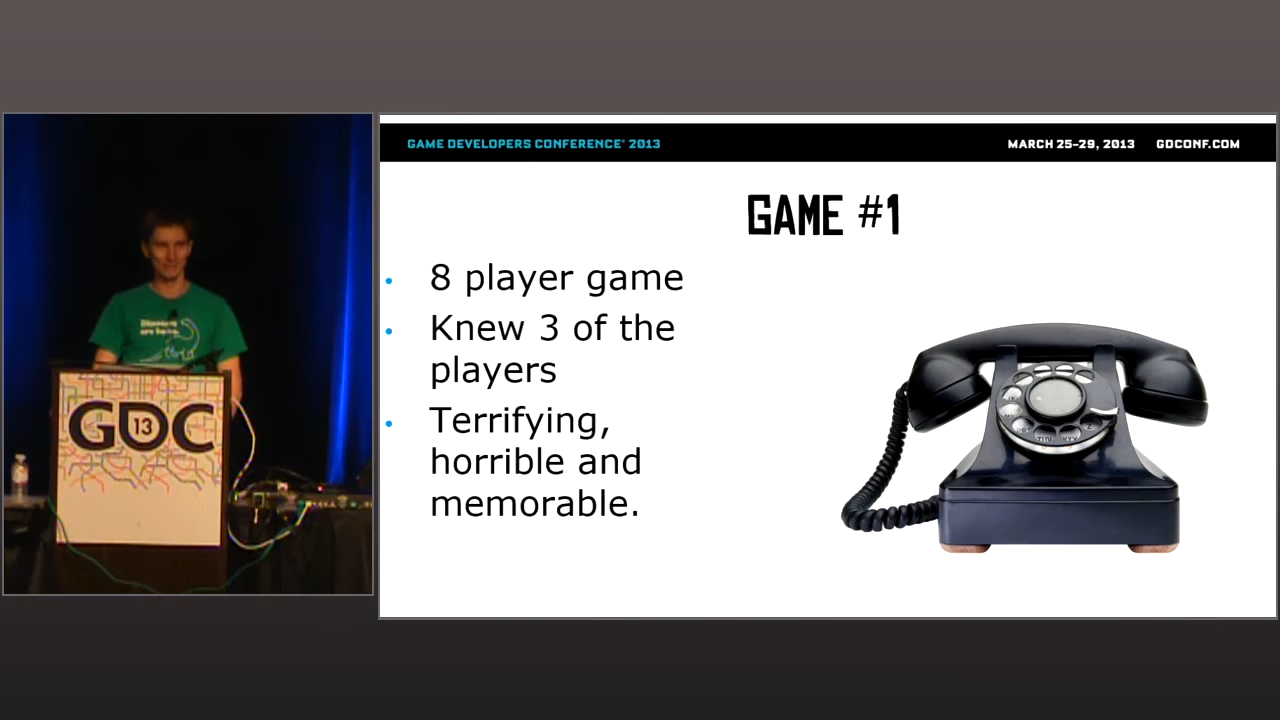 GAME DEVELOPERS CONFERENCE® 2013
MARCH 25-29, 2013 GDCONF.COM
GAME #1
• 8 player game
• Knew 3 of the
players
• Terrifying,
horrible and
memorable.
GDC
13